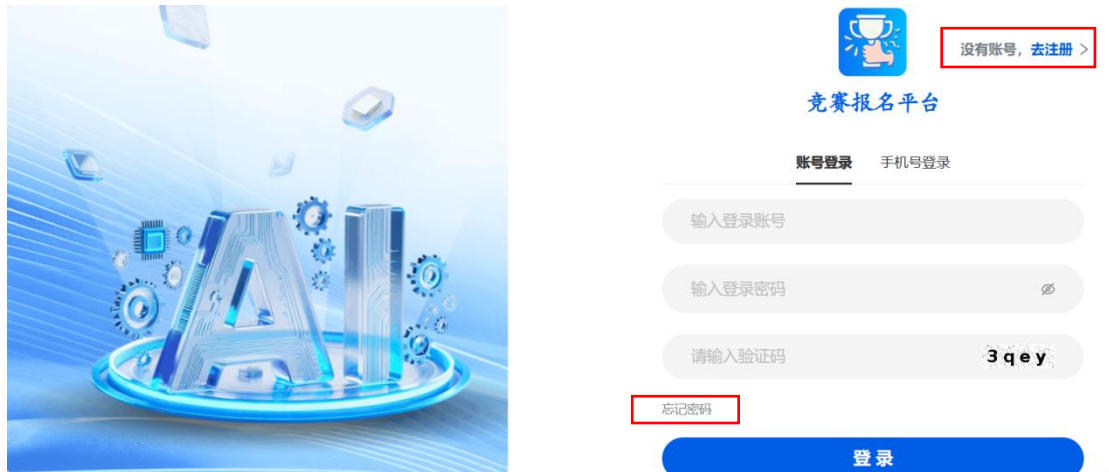 没有账号，去注册 >
竞赛报名平台
账号登录 手机号登录
输入登录账号
输入登录密码
请输入验证码 3qey
忘记密码
登录
AI